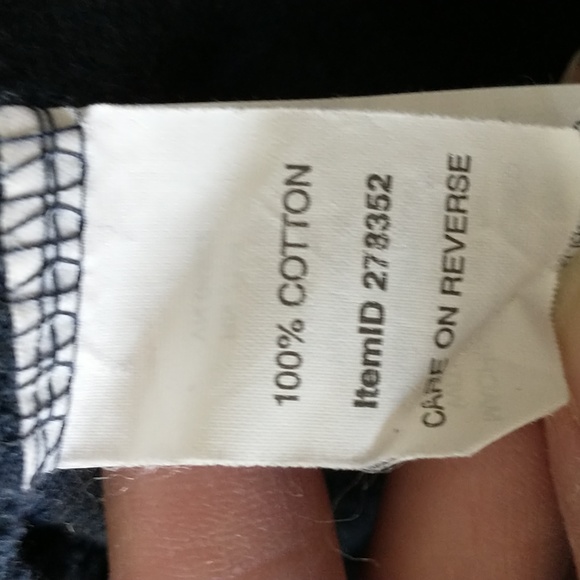 100% COTTON
ItemID 278352
CARE ON REVERSE